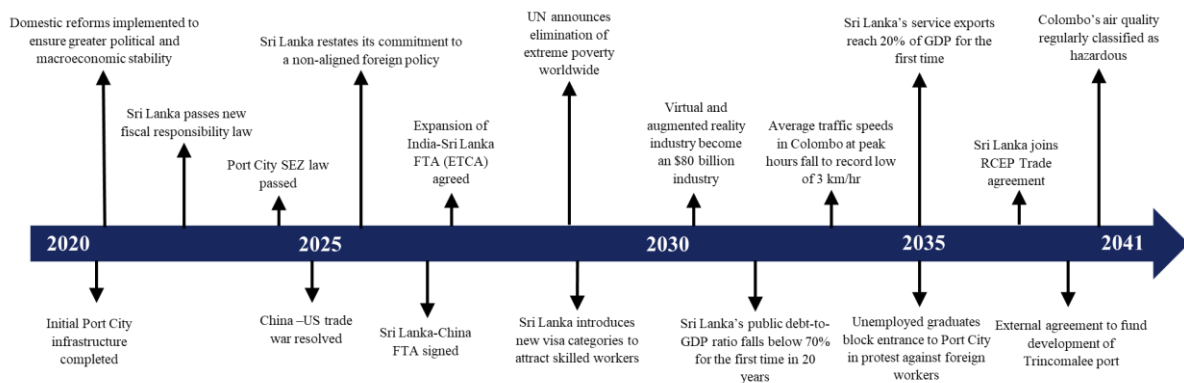 Domestic reforms implemented to
ensure greater political and
macroeconomic stability
Sri Lanka passes new
fiscal responsibility law
Port City SEZ law
passed
Sri Lanka restates its commitment to
a non-aligned foreign policy
Expansion of
India-Sri Lanka
FTA (ETCA)
agreed
UN announces
elimination of
extreme poverty
worldwide
Virtual and
augmented reality
industry become
an $80 billion
industry
Average traffic speeds
in Colombo at peak
hours fall to record low
of 3 km/hr
Sri Lanka's service exports
reach 20% of GDP for the
first time
Sri Lanka joins
RCEP Trade
agreement
Colombo's air quality
regularly classified as
hazardous
2020
2025
2030
2035
2041
Initial Port City
infrastructure
completed
China –US trade
war resolved
Sri Lanka-China
FTA signed
Sri Lanka introduces
new visa categories to
attract skilled workers
Sri Lanka's public debt-to-
GDP ratio falls below 70%
for the first time in 20
years
Unemployed graduates
block entrance to Port City
in protest against foreign
workers
External agreement to fund
development of
Trincomalee port